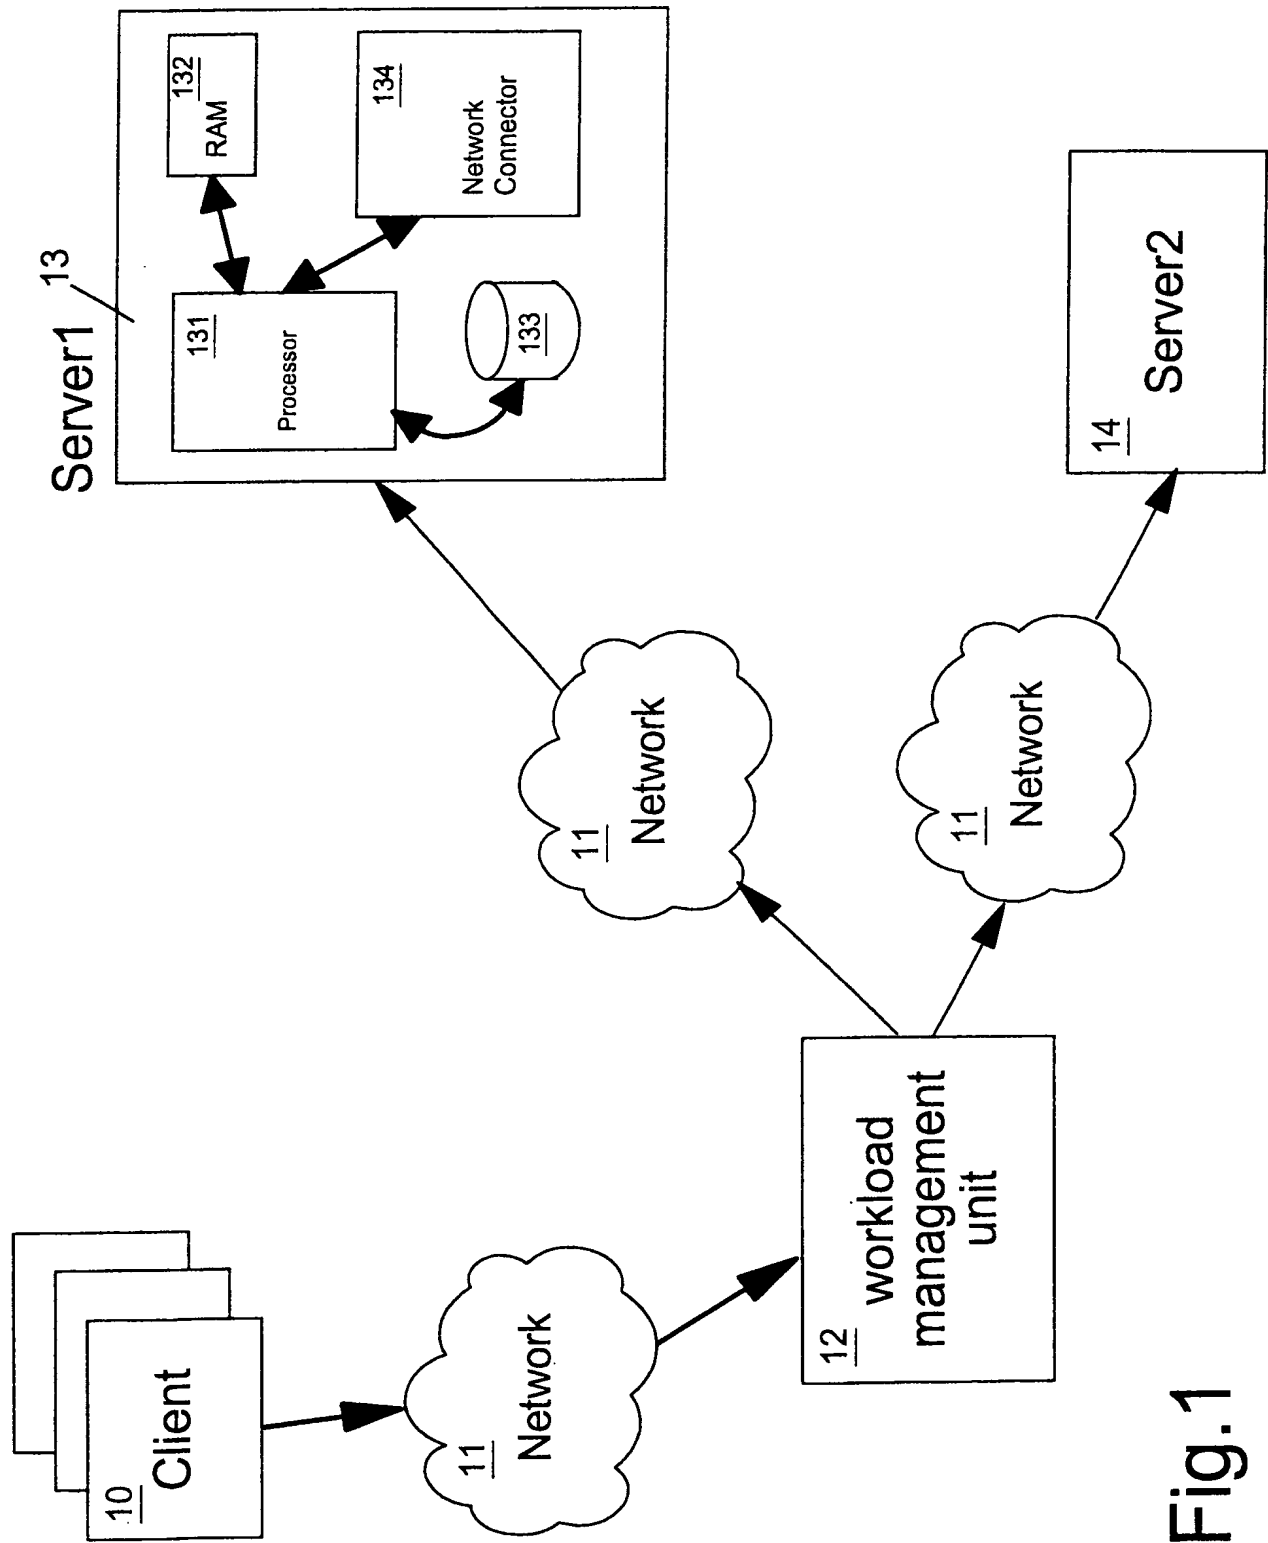 10
Client
11
Network
12
workload
management
unit
11
Network
11
Network
Server1
13
131
Processor
132
RAM
133
134
Network
Connector
14
Server2
Fig.1